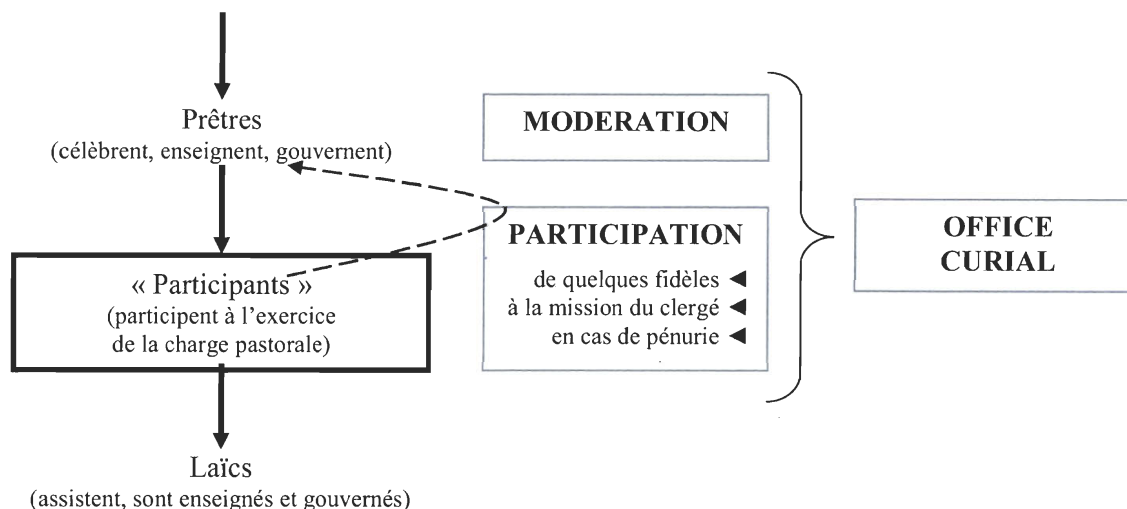 Prêtres
(célèbrent, enseignent, gouvernent)
« Participants »
(participent à l’exercice
de la charge pastorale)
Laïcs
(assistent, sont enseignés et gouvernés)
MODERATION
PARTICIPATION
de quelques fidèles ◄
à la mission du clergé ◄
en cas de pénurie ◄
OFFICE
CURIAL